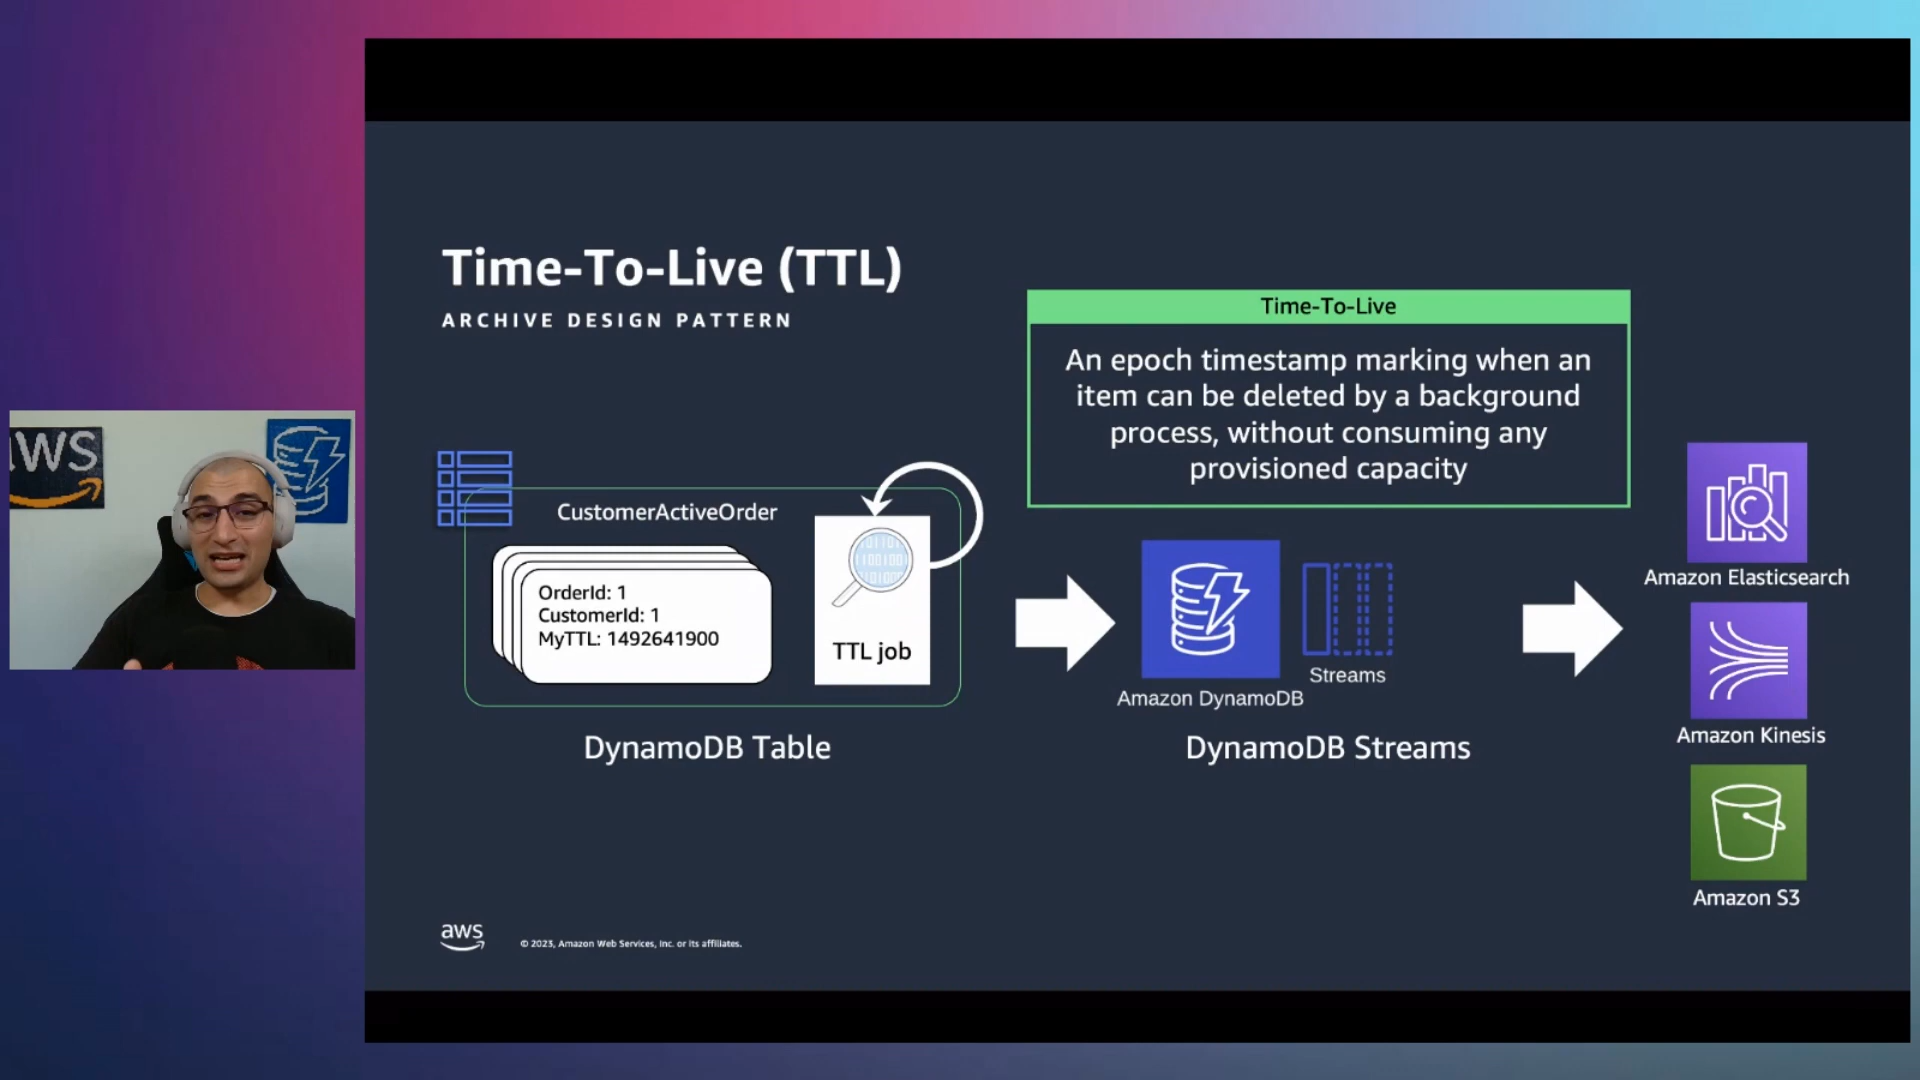 Time-To-Live (TTL)
ARCHIVE DESIGN PATTERN
Time-To-Live
An epoch timestamp marking when an
item can be deleted by a background
process, without consuming any
provisioned capacity
aws
CustomerActiveOrder
OrderId: 1
CustomerId: 1
MyTTL: 1492641900
TTL job
DynamoDB Table
Amazon DynamoDB
Streams
DynamoDB Streams
Amazon Elasticsearch
Amazon Kinesis
Amazon S3
aws
© 2023, Amazon Web Services, Inc. or its affiliates.